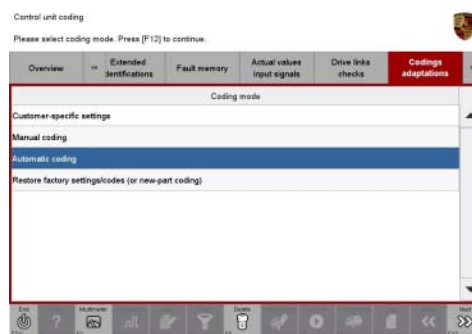 Control unit coding
Please select coding mode. Press [F12] to continue.
Overview << Extended identifications Fault memory Actual values input signals Drive links checks Codings adaptations
Coding mode
Customer-specific settings
Manual coding
Automatic coding
Restore factory settings/codes (or new-part coding)
End Multimeter Delete
? <<  >>